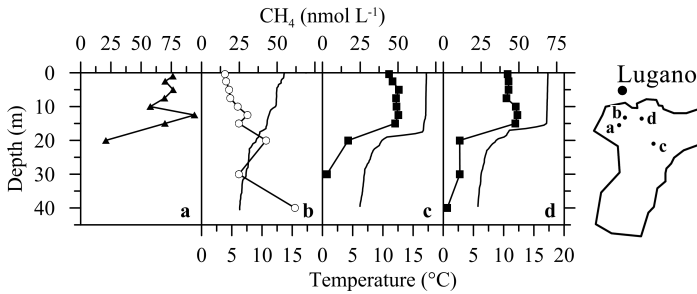 CH₄ (nmol L⁻¹)
0 25 50 75 0 25 50 75 0 25 50 75 0 25 50 75
0
10
20
30
40
Depth (m)
a b c d
0 5 10 15 0 5 10 15 0 5 10 15 20
Temperature (°C)
Lugano
b d
a
c